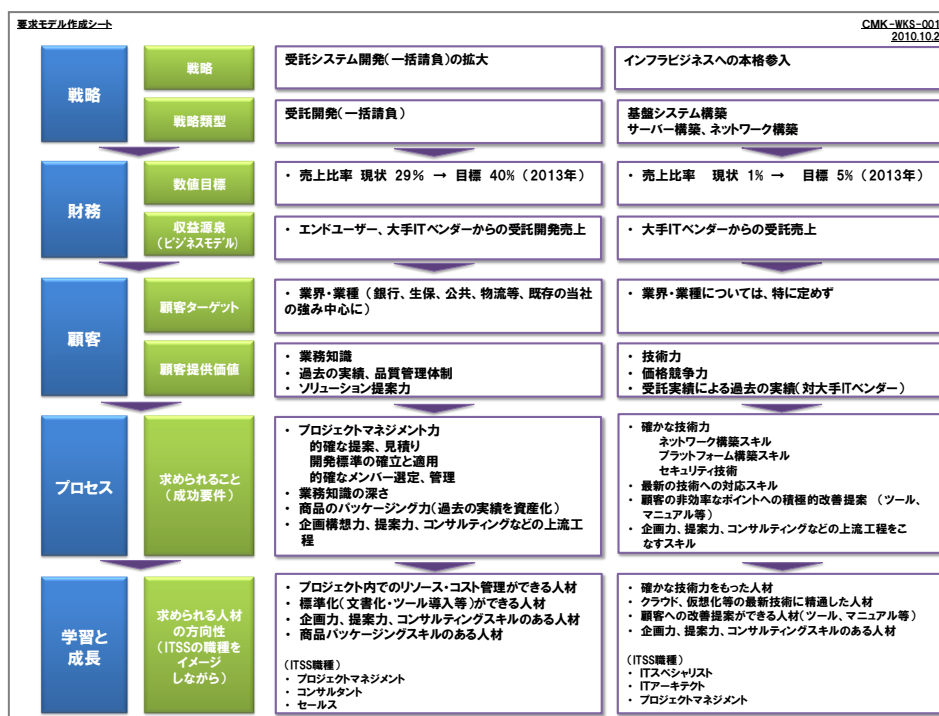 要求モデル作成シート
CMK-WKS-001
2010.10.2
戦略
戦略
受託システム開発(一括請負)の拡大
インフラビジネスへの本格参入
戦略類型
受託開発(一括請負)
基盤システム構築
サーバー構築、ネットワーク構築
財務
数値目標
・ 売上比率 現状 29% → 目標 40% (2013年)
・ 売上比率 現状 1% → 目標 5% (2013年)
収益源泉
(ビジネスモデル)
・ エンドユーザー、大手ITベンダーからの受託開発売上
・ 大手ITベンダーからの受託売上
顧客
顧客ターゲット
・ 業界・業種 (銀行、生保、公共、物流等、既存の当社
の強み中心に)
・ 業界・業種については、特に定めず
顧客提供価値
・ 業務知識
・ 過去の実績、品質管理体制
・ ソリューション提案力
・ 技術力
・ 価格競争力
・ 受託実績による過去の実績(対大手ITベンダー)
プロセス
求められること
(成功要件)
・ プロジェクトマネジメント力
的確な提案、見積り
開発標準の確立と適用
的確なメンバー選定、管理
・ 業務知識の深さ
・ 商品のパッケージング力(過去の実績を資産化)
・ 企画構想力、提案力、コンサルティングなどの上流工
程
・ 確かな技術力
ネットワーク構築スキル
プラットフォーム構築スキル
セキュリティ技術
・ 最新の技術への対応スキル
・ 顧客の非効率なポイントへの積極的改善提案 (ツール、
マニュアル等)
・ 企画力、提案力、コンサルティングなどの上流工程をこ
なすスキル
学習と
成長
求められる人材
の方向性
(ITSSの職種を
イメージ
しながら)
・ プロジェクト内でのリソース・コスト管理ができる人材
・ 標準化(文書化・ツール導入等)ができる人材
・ 企画力、提案力、コンサルティングスキルのある人材
・ 商品パッケージングスキルのある人材
(ITSS職種)
・ プロジェクトマネジメント
・ コンサルタント
・ セールス
・ 確かな技術力をもった人材
・ クラウド、仮想化等の最新技術に精通した人材
・ 顧客への改善提案ができる人材(ツール、マニュアル等)
・ 企画力、提案力、コンサルティングスキルのある人材
(ITSS職種)
・ ITスペシャリスト
・ ITアーキテクト
・ プロジェクトマネジメント